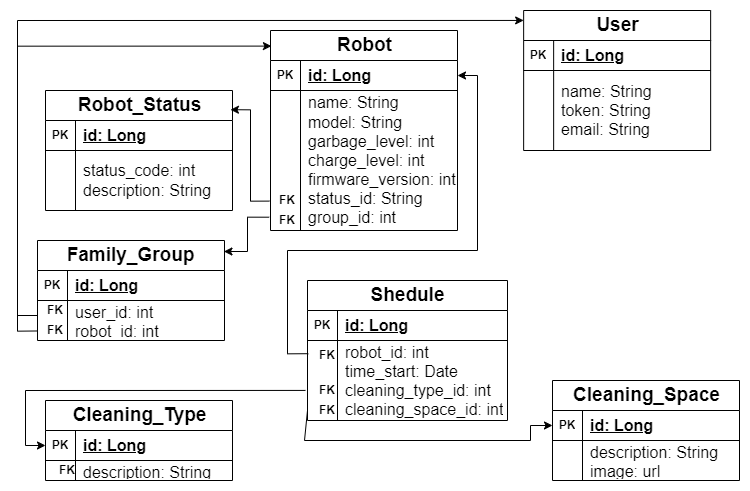 User
PK id: Long
name: String
token: String
email: String
Robot
PK id: Long
name: String
model: String
garbage_level: int
charge_level: int
firmware_version: int
FK status_id: String
FK group_id: int
Robot_Status
PK id: Long
status_code: int
description: String
Family_Group
PK id: Long
FK user_id: int
FK robot_id: int
Shedule
PK id: Long
FK robot_id: int
time_start: Date
FK cleaning_type_id: int
FK cleaning_space_id: int
Cleaning_Type
PK id: Long
FK description: String
Cleaning_Space
PK id: Long
description: String
image: url